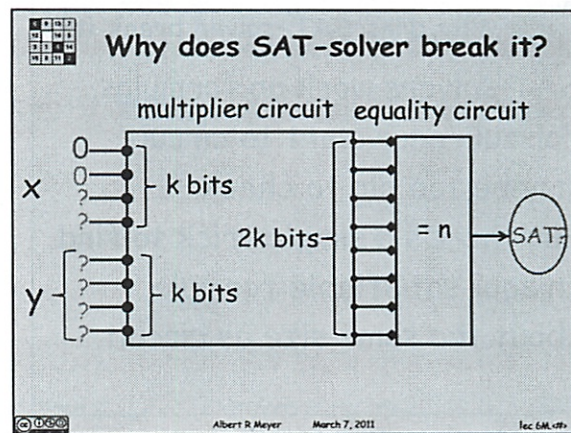 Why does SAT-solver break it?
multiplier circuit equality circuit
x
0
0
?
?
k bits
y
?
?
?
?
k bits
2k bits
= n
SAT?
Albert R Meyer March 7, 2011